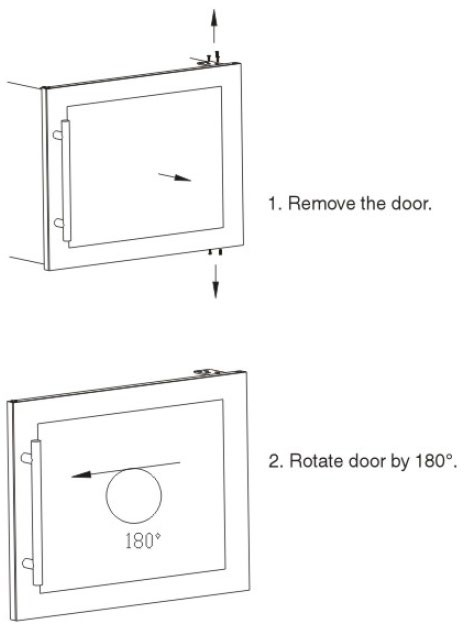 1. Remove the door.
2. Rotate door by 180°.
180°